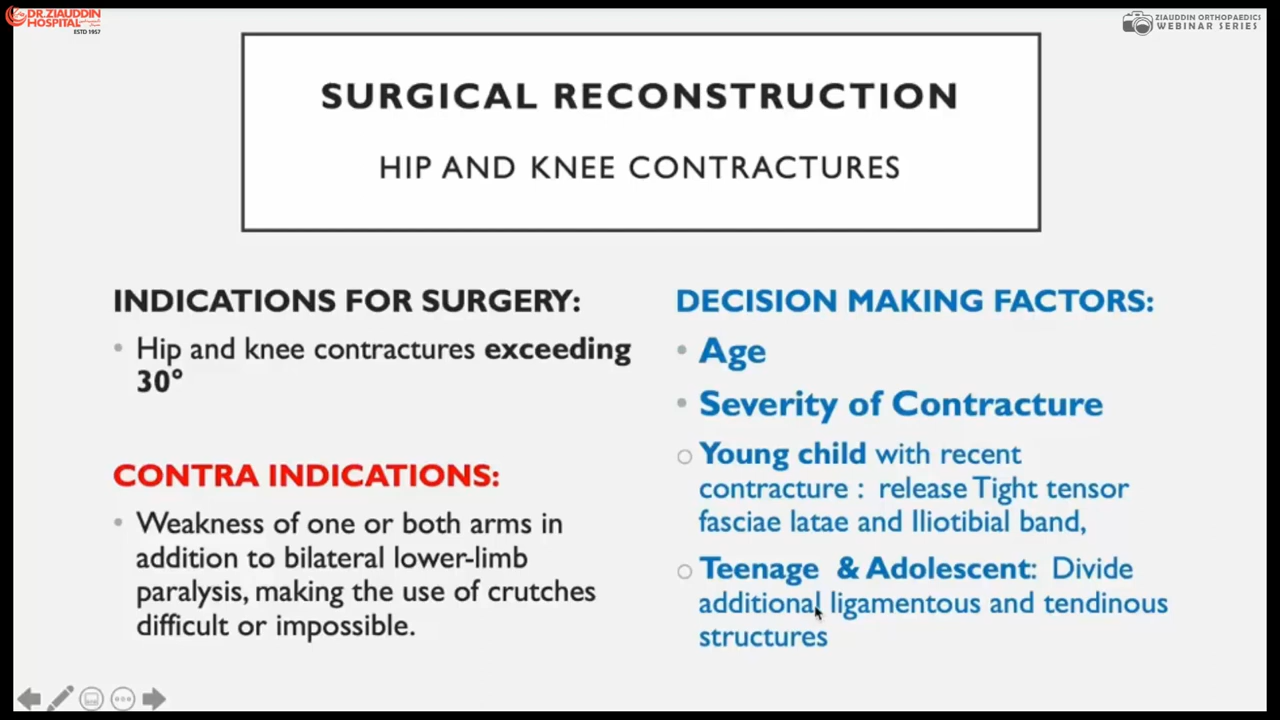 DR.ZIAUDDIN
HOSPITAL
ESTD 1957
ZIAUDDIN ORTHOPAEDICS
WEBINAR SERIES
SURGICAL RECONSTRUCTION
HIP AND KNEE CONTRACTURES
INDICATIONS FOR SURGERY:
• Hip and knee contractures exceeding
30°
CONTRA INDICATIONS:
• Weakness of one or both arms in
addition to bilateral lower-limb
paralysis, making the use of crutches
difficult or impossible.
DECISION MAKING FACTORS:
• Age
• Severity of Contracture
○ Young child with recent
contracture : release Tight tensor
fasciae latae and Iliotibial band,
○ Teenage & Adolescent: Divide
additional ligamentous and tendinous
structures